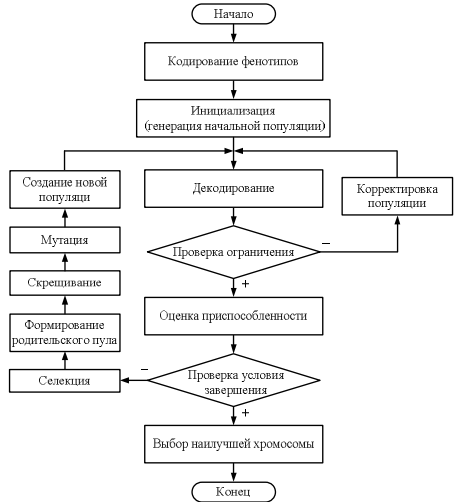 Начало
Кодирование фенотипов
Инициализация
(генерация начальной популяции)
Создание новой
популяци
Декодирование
Корректировка
популяции
Мутация
Проверка ограничения
–
+
Скрещивание
Оценка приспособленности
Формирование
родительского пула
Селекция
–
Проверка условия
завершения
+
Выбор наилучшей хромосомы
Конец